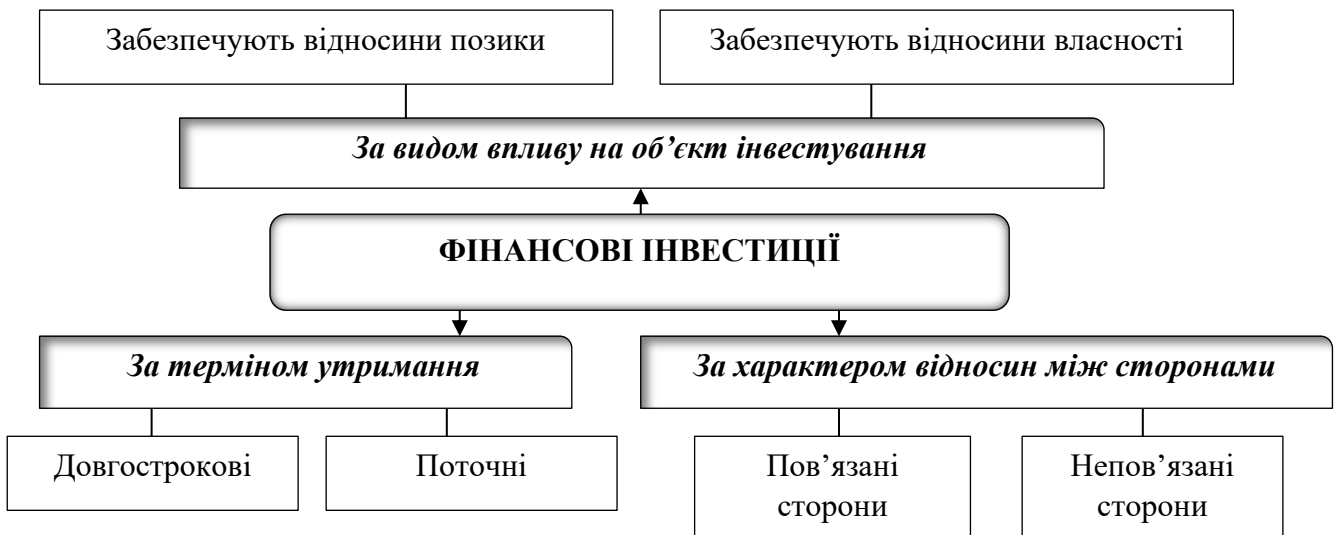 Забезпечують відносини позики
Забезпечують відносини власності
За видом впливу на об’єкт інвестування
ФІНАНСОВІ ІНВЕСТИЦІЇ
За терміном утримання
За характером відносин між сторонами
Довгострокові
Поточні
Пов’язані
сторони
Непов’язані
сторони